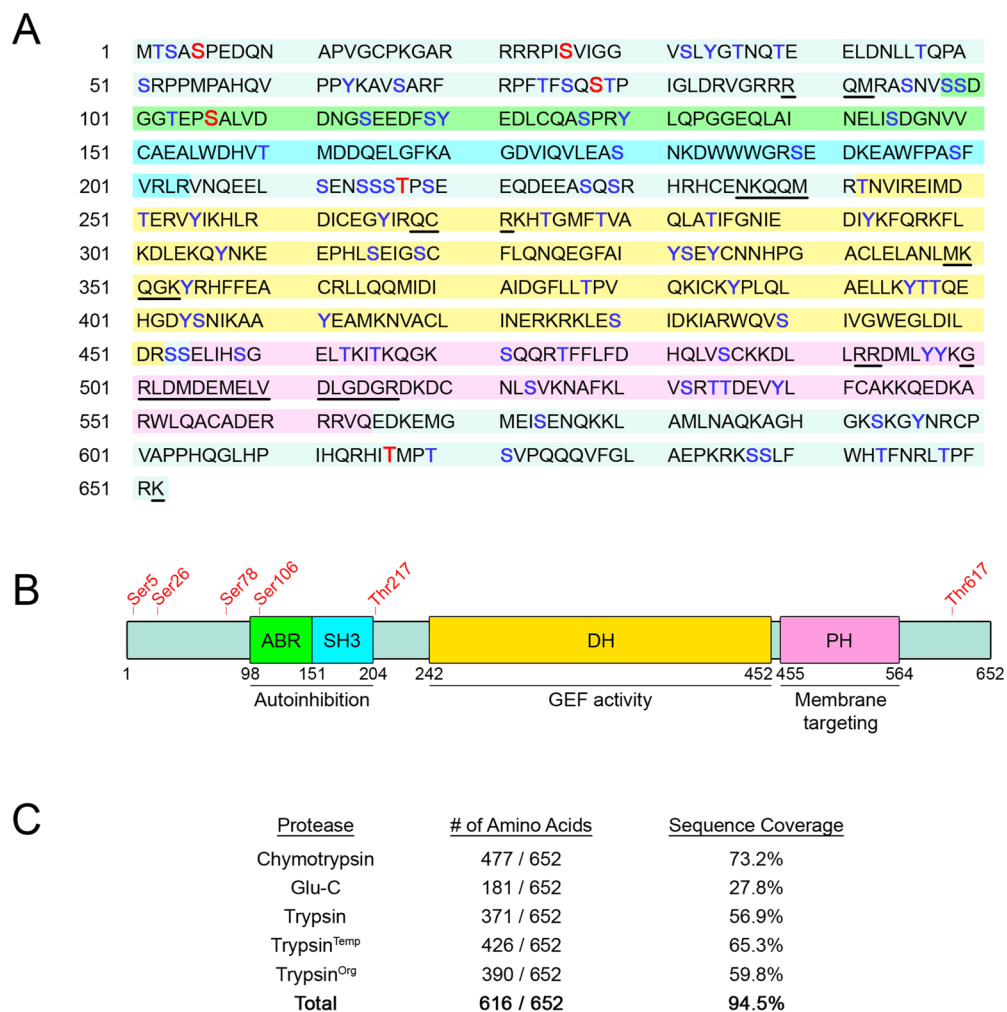 A
1 MTSASPEDQN APVGCPKGAR RRRPISVIGG VSLYGTNQTE ELDNLLTQPA
51 SRPPMPAHQV PPYKAVSARF RPFTFSQSTP IGLDRVGRRR QMRASNVSSD
101 GGTEPSALVD DNGSEEDFSY EDLCQASPRY LQPGGEQLAI NELISDGNVV
151 CAEALWDHVT MDDQELGFKA GDVIQVLEAS NKDWWWGRSE DKEAWFPASF
201 VRLRVNQEEL SENSSSTPSE EQDEEASQSR HRHCENKQQM RTNVIREIMD
251 TERVYIKHLR DICEGYIRQC RKHTGMFTVA QLATIFGNIE DIYKFQRKFL
301 KDLEKQYNKE EPHLSEIGSC FLQNQEGFAI YSEYCNNHPG ACLELANLMK
351 QGKYRHFFEA CRLLQQMIDI AIDGFLLTPV QKICKYPLQL AELLKYTTQE
401 HGDYSNIKAA YEAMKNVACL INERKRKLES IDKIARWQVS IVGWEGLDIL
451 DRSSELIHSG ELTKITKQGK SQQRTFFLFD HQLVSCKKDL LRRDMLYYKG
501 RLDMDEMELV DLGDGRDKDC NLSVKNAFKL VSRTTDEVYL FCAKKQEDKA
551 RWLQACADER RRVQEDKEMG MEISENQKKL AMLNAQKAGH GKSKGYNRCP
601 VAPPHQGLHP IHQRHITMPT SVPQQQVFGL AEPKRKSSLF WHTFNRLTPF
651 RK
B
Ser5 Ser26 Ser78 Ser106 Thr217 Thr617
ABR SH3 DH PH
1 98 151 204 242 452 455 564 652
Autoinhibition GEF activity Membrane
targeting
C
Protease # of Amino Acids Sequence Coverage
Chymotrypsin 477 / 652 73.2%
Glu-C 181 / 652 27.8%
Trypsin 371 / 652 56.9%
TrypsinTemp 426 / 652 65.3%
TrypsinOrg 390 / 652 59.8%
Total 616 / 652 94.5%